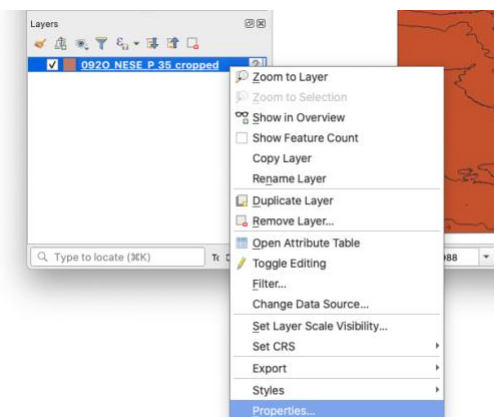 Layers
092O_NESE_P_35 cropped
Zoom to Layer
Zoom to Selection
Show in Overview
Show Feature Count
Copy Layer
Rename Layer
Duplicate Layer
Remove Layer...
Open Attribute Table
Toggle Editing
Filter...
Change Data Source...
Set Layer Scale Visibility...
Set CRS
Export
Styles
Properties...
Type to locate (⌘K)
988